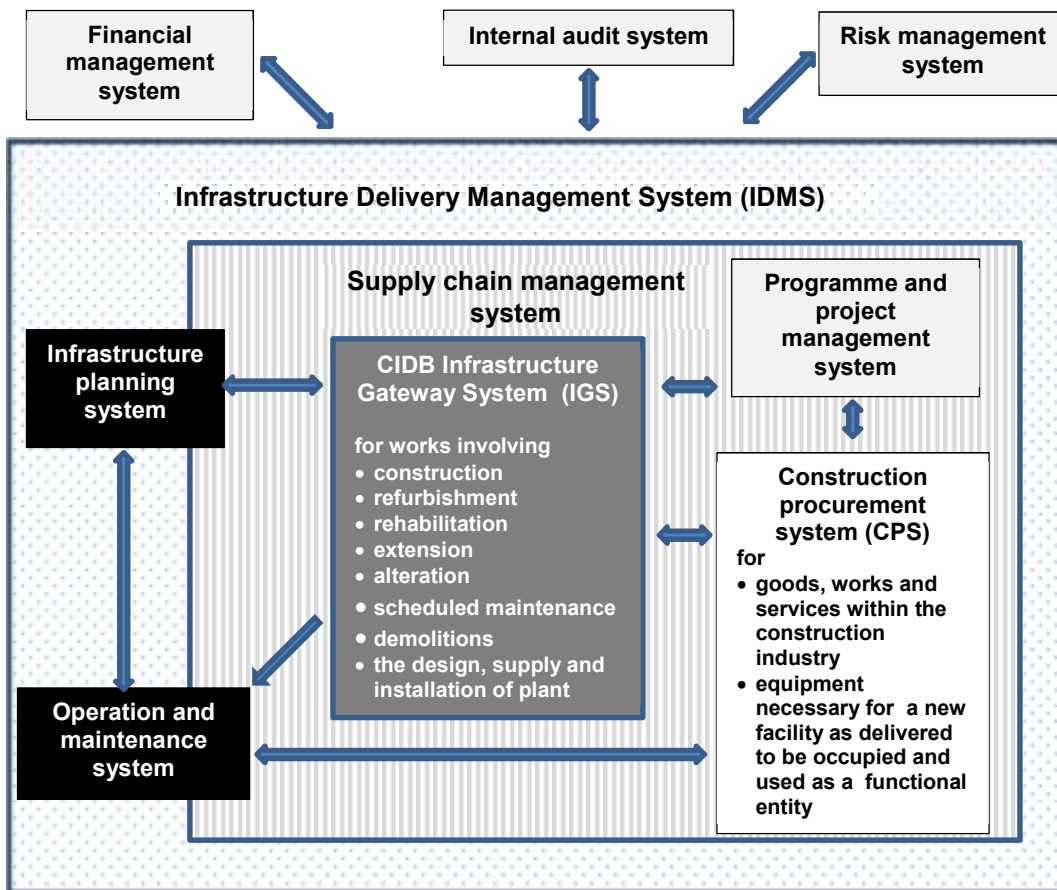 Financial
management
system
Internal audit system
Risk management
system
Infrastructure Delivery Management System (IDMS)
Supply chain management
system
Programme and
project
management
system
Infrastructure
planning
system
CIDB Infrastructure
Gateway System (IGS)
for works involving
• construction
• refurbishment
• rehabilitation
• extension
• alteration
• scheduled maintenance
• demolitions
• the design, supply and
installation of plant
Construction
procurement
system (CPS)
for
• goods, works and
services within the
construction
industry
• equipment
necessary for a new
facility as delivered
to be occupied and
used as a functional
entity
Operation and
maintenance
system